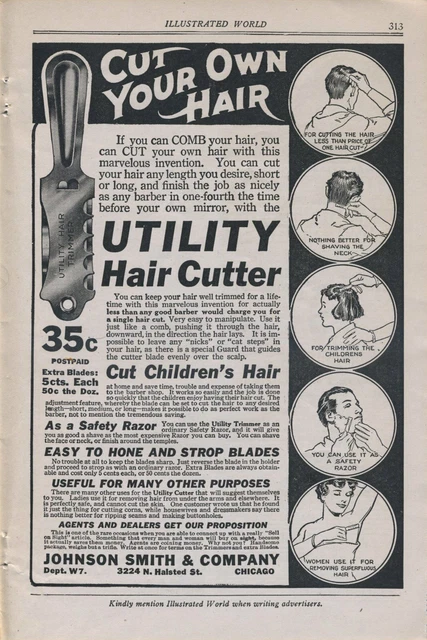 ILLUSTRATED WORLD
313
CUT
YOUR OWN
HAIR
UTILITY HAIR
TRIMMER
If you can COMB your hair, you
can CUT your own hair with this
marvelous invention. You can cut
your hair any length you desire, short
or long, and finish the job as nicely
as any barber in one-fourth the time
before your own mirror, with the
UTILITY
Hair Cutter
35c
POSTPAID
Extra Blades:
5cts. Each
50c the Doz.
You can keep your hair well trimmed for a life-
time with this marvelous invention for actually
less than any good barber would charge you for
a single hair cut. Very easy to manipulate. Use it
just like a comb, pushing it through the hair,
downward, in the direction the hair lays. It is im-
possible to leave any "nicks" or "cat steps" in
your hair, as there is a special Guard that guides
the cutter blade evenly over the scalp.
Cut Children's Hair
at home and save time, trouble and expense of taking them
to the barber shop. It works so easily and the job is done
so quickly that the children enjoy having their hair cut. The
adjustment feature, whereby the blade can be set to cut the hair to any desired
length—short, medium, or long—makes it possible to do as perfect work as the
barber, not to mention the tremendous saving.
As a Safety Razor You can use the Utility Trimmer as an
ordinary Safety Razor, and it will give
you as good a shave as the most expensive Razor you can buy. You can shave
the face or neck, or finish around the temples.
EASY TO HONE AND STROP BLADES
No trouble at all to keep the blades sharp. Just reverse the blade in the holder
and proceed to strop as with an ordinary razor. Extra Blades are always obtain-
able and cost only 5 cents each, or 50 cents the dozen.
USEFUL FOR MANY OTHER PURPOSES
There are many other uses for the Utility Cutter that will suggest themselves
to you. Ladies use it for removing hair from under the arms and elsewhere. It
is perfectly safe, and cannot cut the skin. One customer wrote us that he found
it just the thing for cutting corns, while housewives and dressmakers say there
is nothing better for ripping seams and making buttonholes.
AGENTS AND DEALERS GET OUR PROPOSITION
This is one of the rare occasions when you are able to connect up with a really "Sell
on Sight" article. Something that every man and woman will buy on sight, because
it actually saves them money. Agents are coining money. Why not you? Handsome
package, weighs but a trifle. Write at once for terms on the Trimmers and extra Blades.
JOHNSON SMITH & COMPANY
Dept. W7. 3224 N. Halsted St. CHICAGO
FOR CUTTING THE HAIR
LESS THAN PRICE OF
ONE HAIR CUT
NOTHING BETTER FOR
SHAVING THE
NECK
FOR TRIMMING THE
CHILDRENS
HAIR
YOU CAN USE IT AS
A SAFETY
RAZOR
WOMEN USE IT FOR
REMOVING SUPERFLUOUS
HAIR
Kindly mention Illustrated World when writing advertisers.